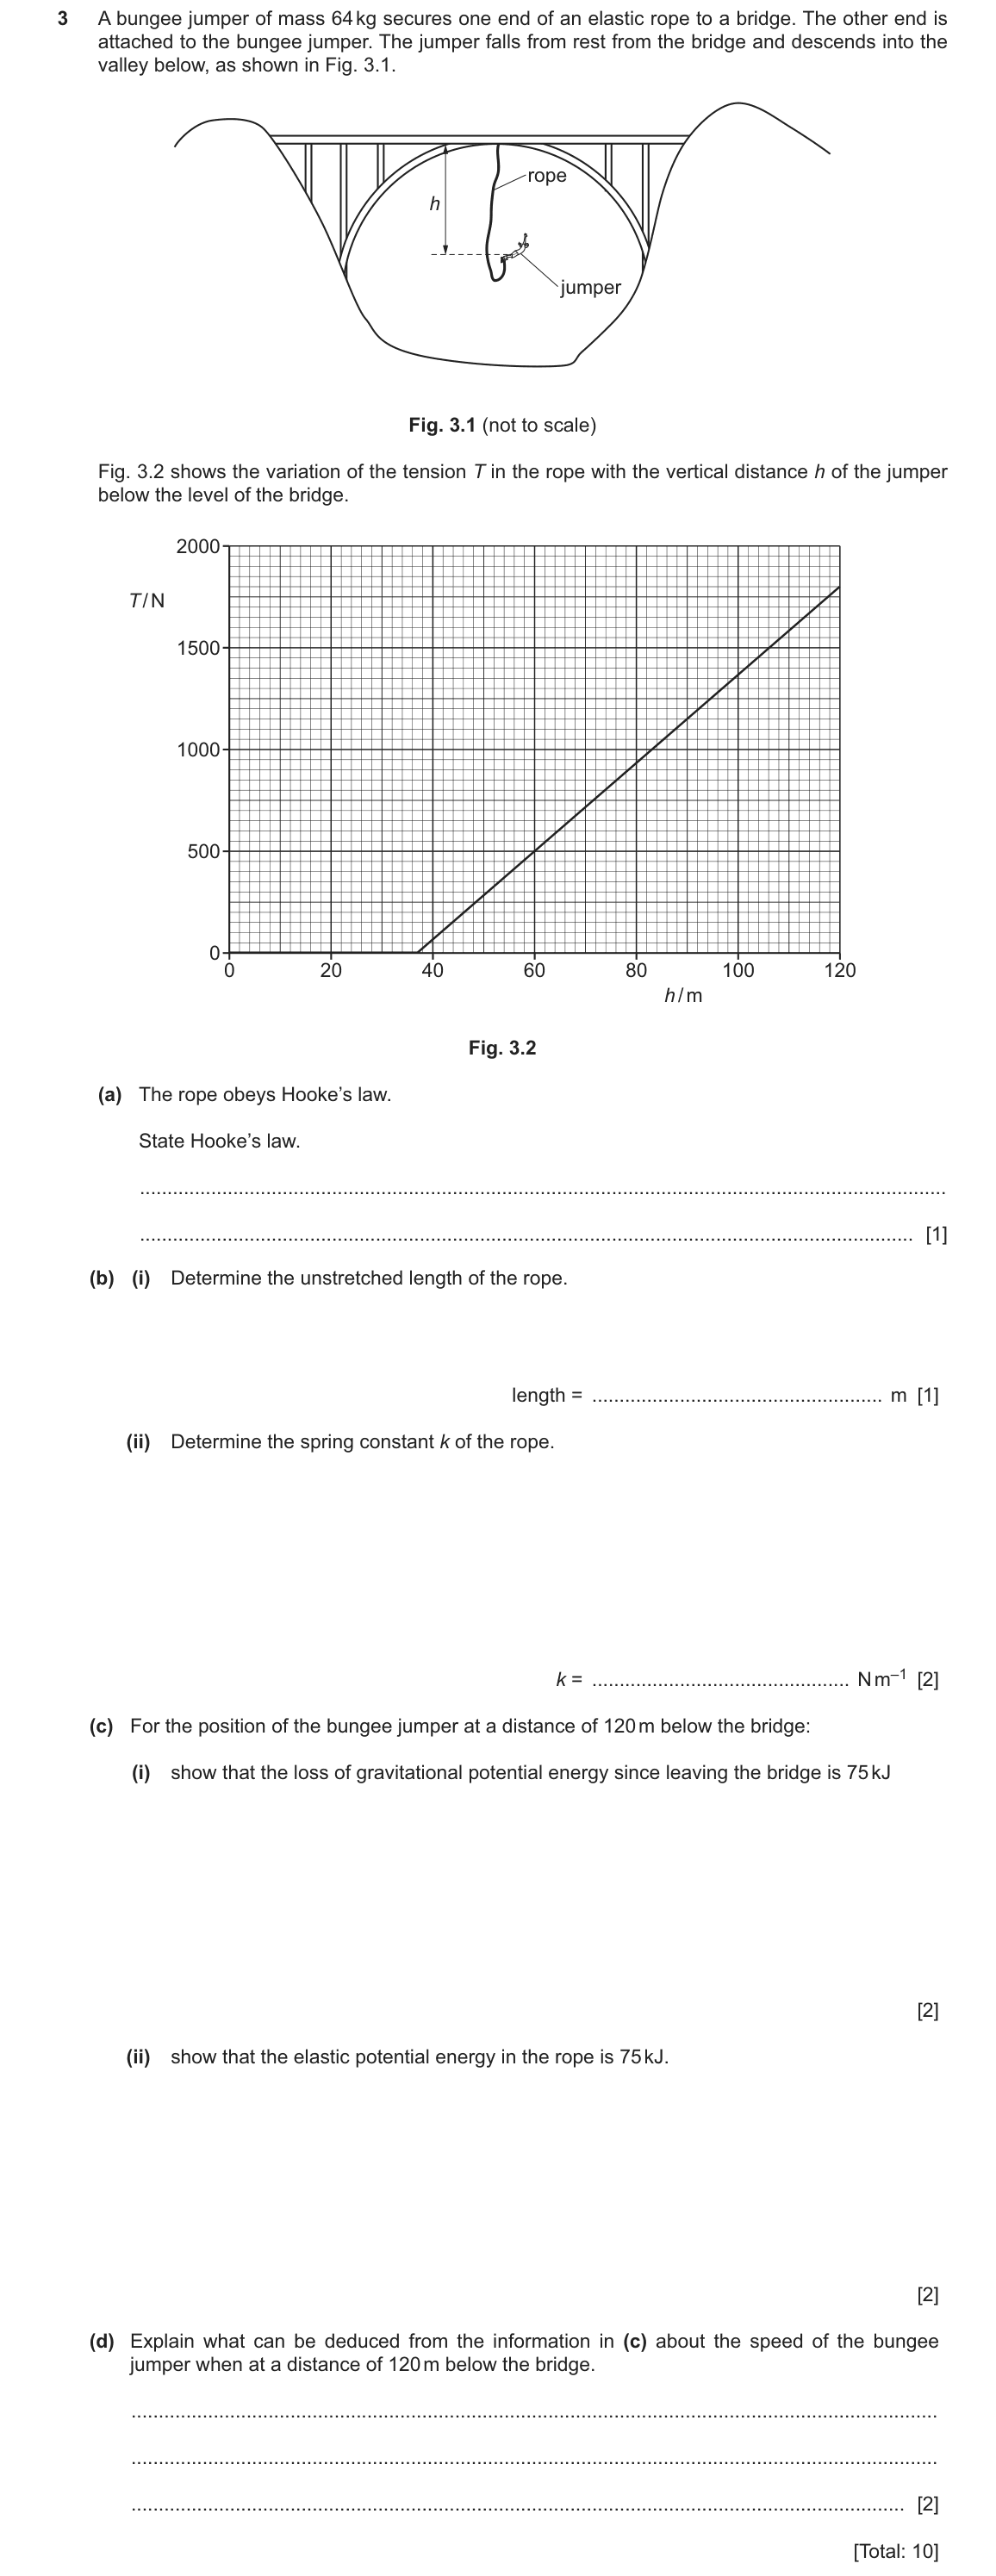 3 A bungee jumper of mass 64 kg secures one end of an elastic rope to a bridge. The other end is
attached to the bungee jumper. The jumper falls from rest from the bridge and descends into the
valley below, as shown in Fig. 3.1.
rope
h
jumper
Fig. 3.1 (not to scale)
Fig. 3.2 shows the variation of the tension T in the rope with the vertical distance h of the jumper
below the level of the bridge.
2000
T/N
1500
1000
500
0
0 20 40 60 80 100 120
h/m
Fig. 3.2
(a) The rope obeys Hooke's law.
State Hooke's law.
..........................................................................................................................................
.................................................................................................................................... [1]
(b) (i) Determine the unstretched length of the rope.
length = ..................................................... m [1]
(ii) Determine the spring constant k of the rope.
k = ............................................... N m⁻¹ [2]
(c) For the position of the bungee jumper at a distance of 120 m below the bridge:
(i) show that the loss of gravitational potential energy since leaving the bridge is 75 kJ
[2]
(ii) show that the elastic potential energy in the rope is 75 kJ.
[2]
(d) Explain what can be deduced from the information in (c) about the speed of the bungee
jumper when at a distance of 120 m below the bridge.
..........................................................................................................................................
..........................................................................................................................................
.................................................................................................................................... [2]
[Total: 10]